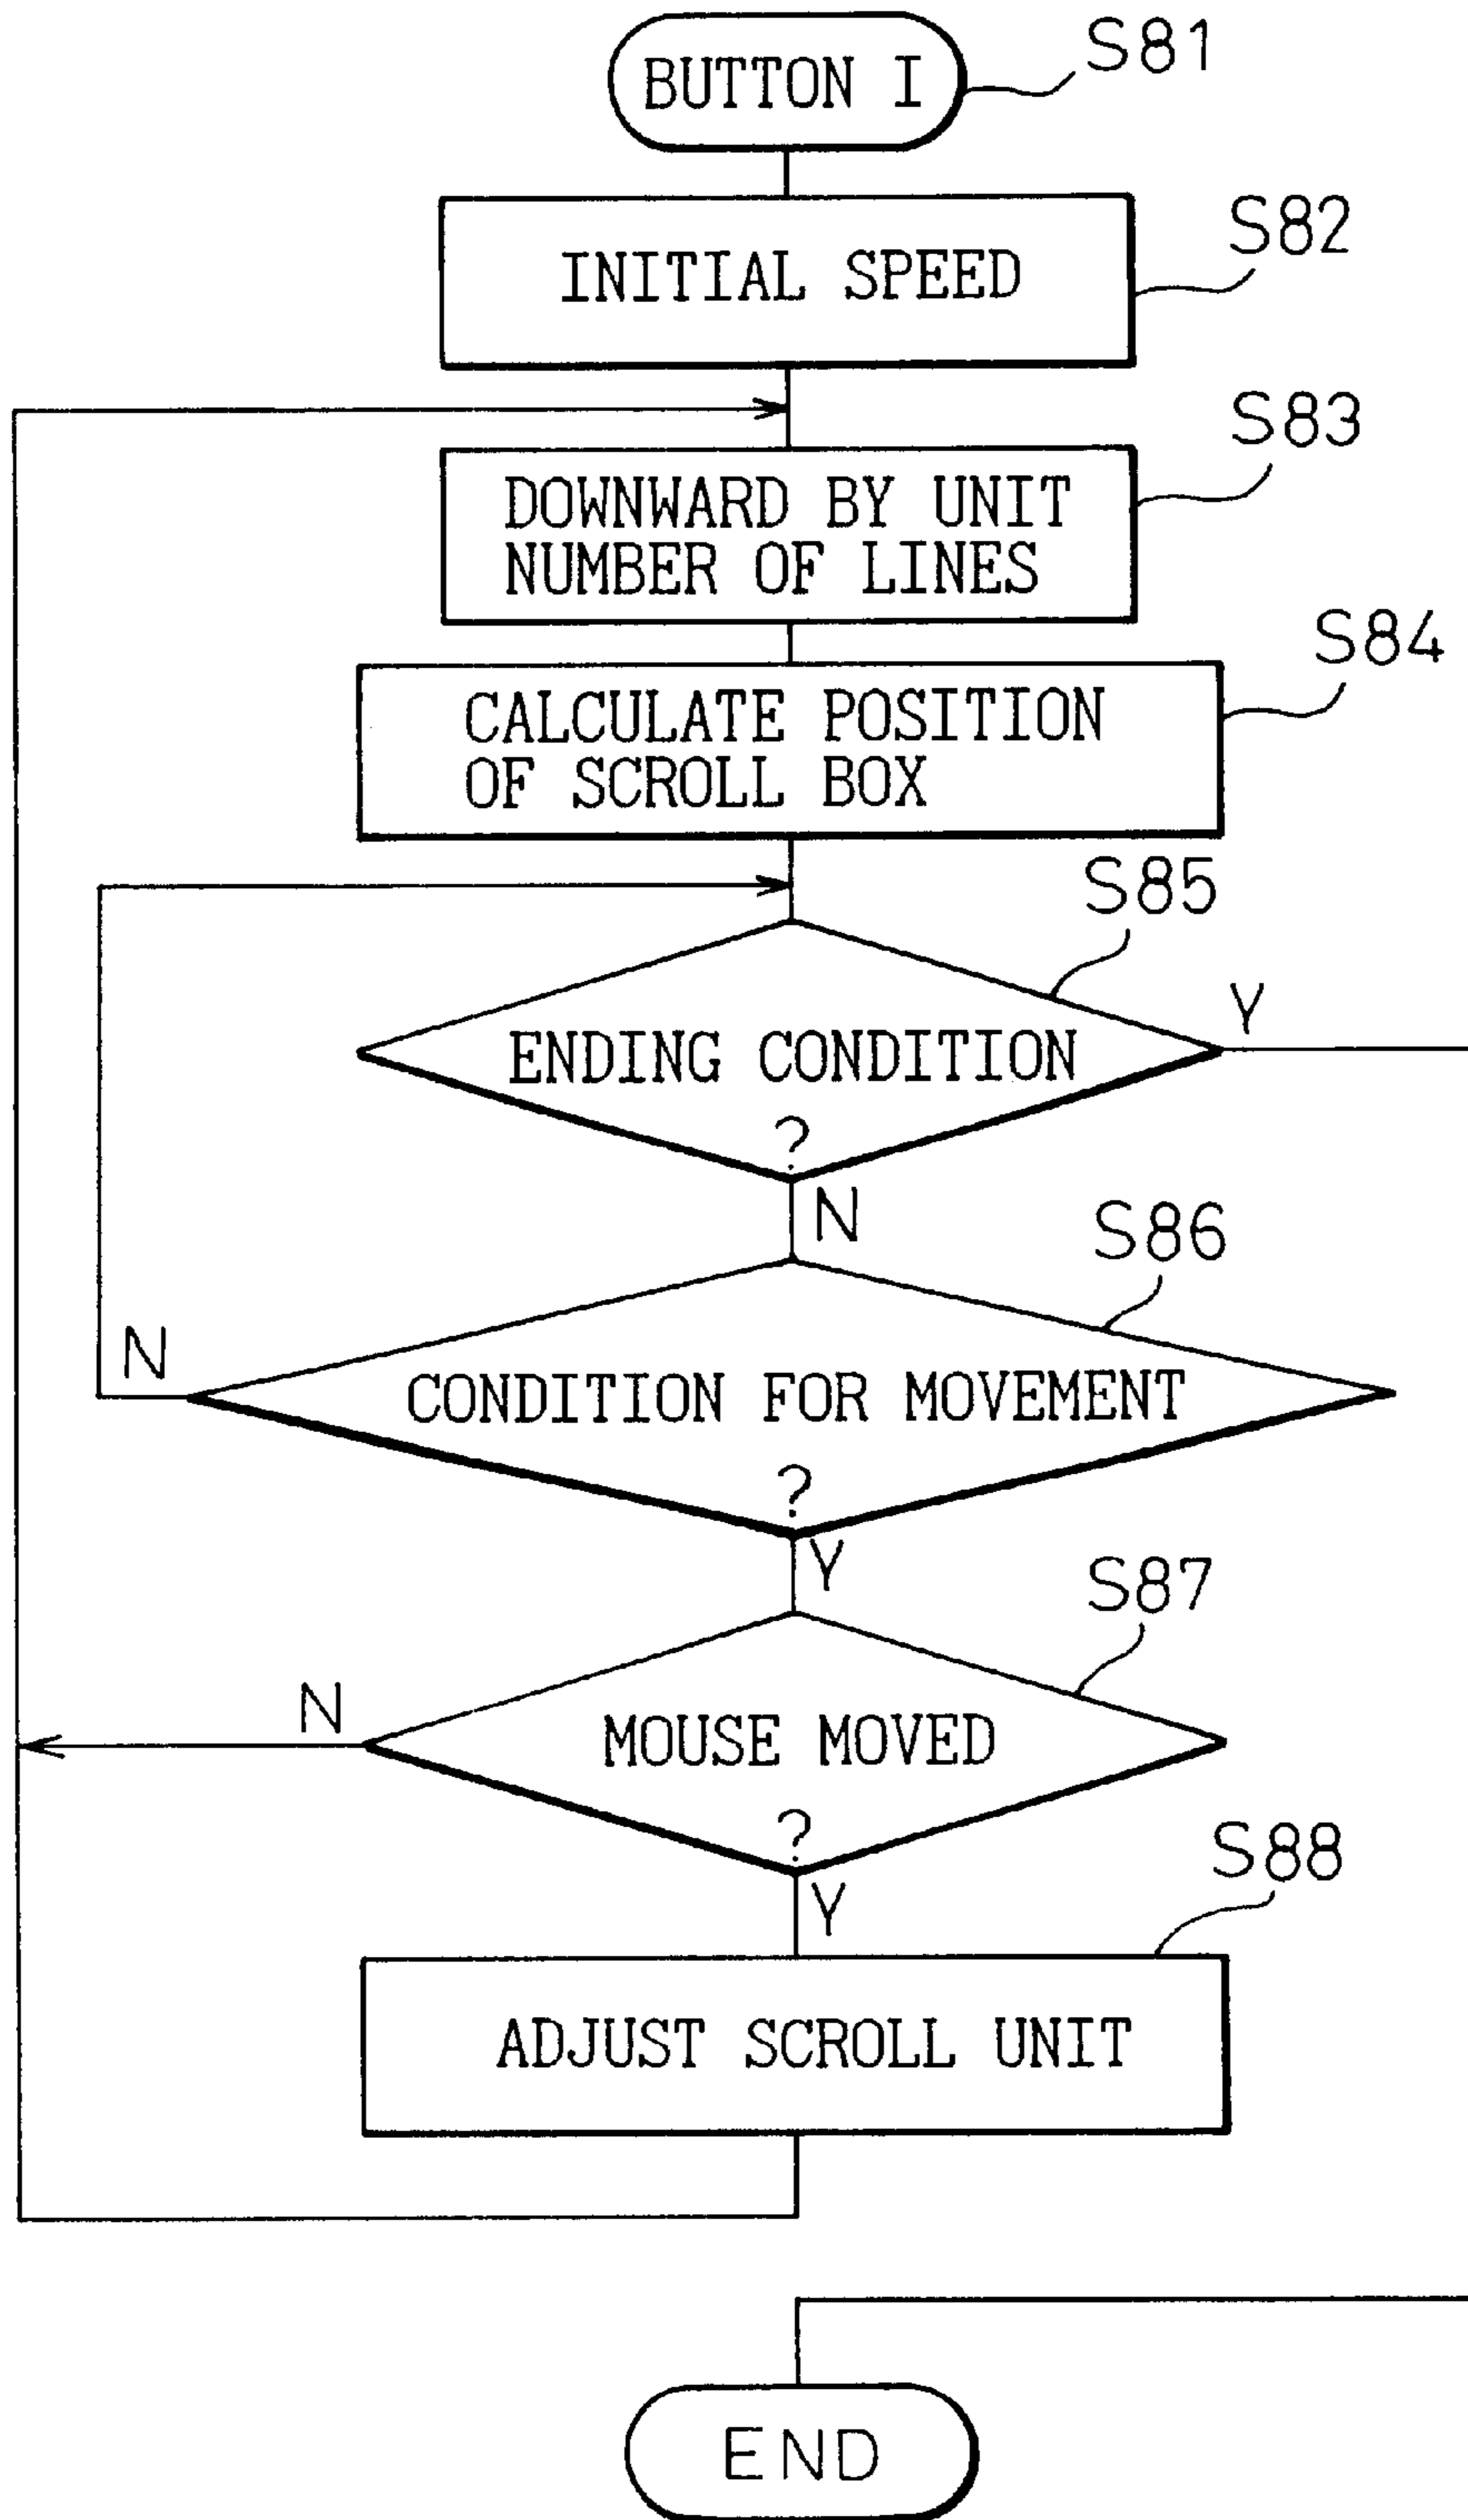 BUTTON I
S81
INITIAL SPEED
S82
DOWNWARD BY UNIT
NUMBER OF LINES
S83
CALCULATE POSITION
OF SCROLL BOX
S84
S85
ENDING CONDITION
?
Y
N
S86
CONDITION FOR MOVEMENT
?
N
Y
S87
MOUSE MOVED
?
N
Y
S88
ADJUST SCROLL UNIT
END